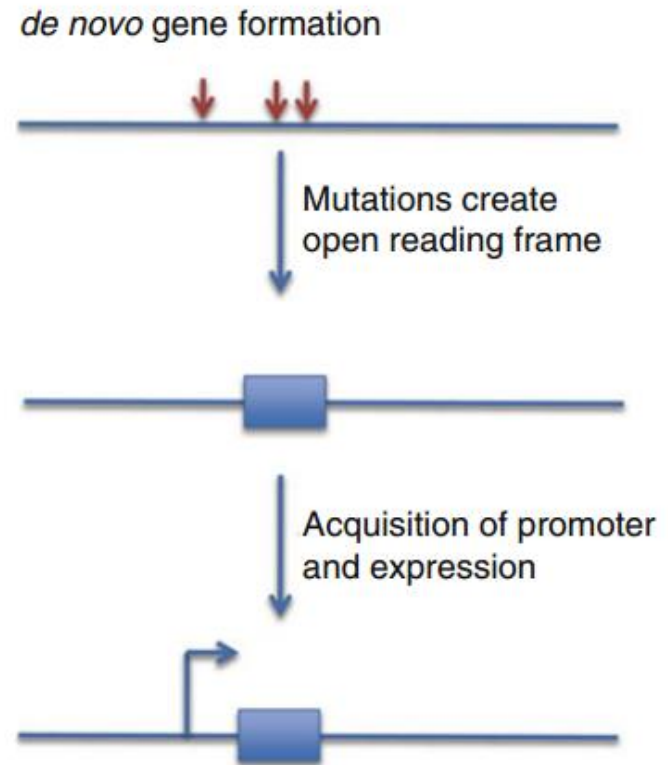 de novo gene formation
Mutations create
open reading frame
Acquisition of promoter
and expression